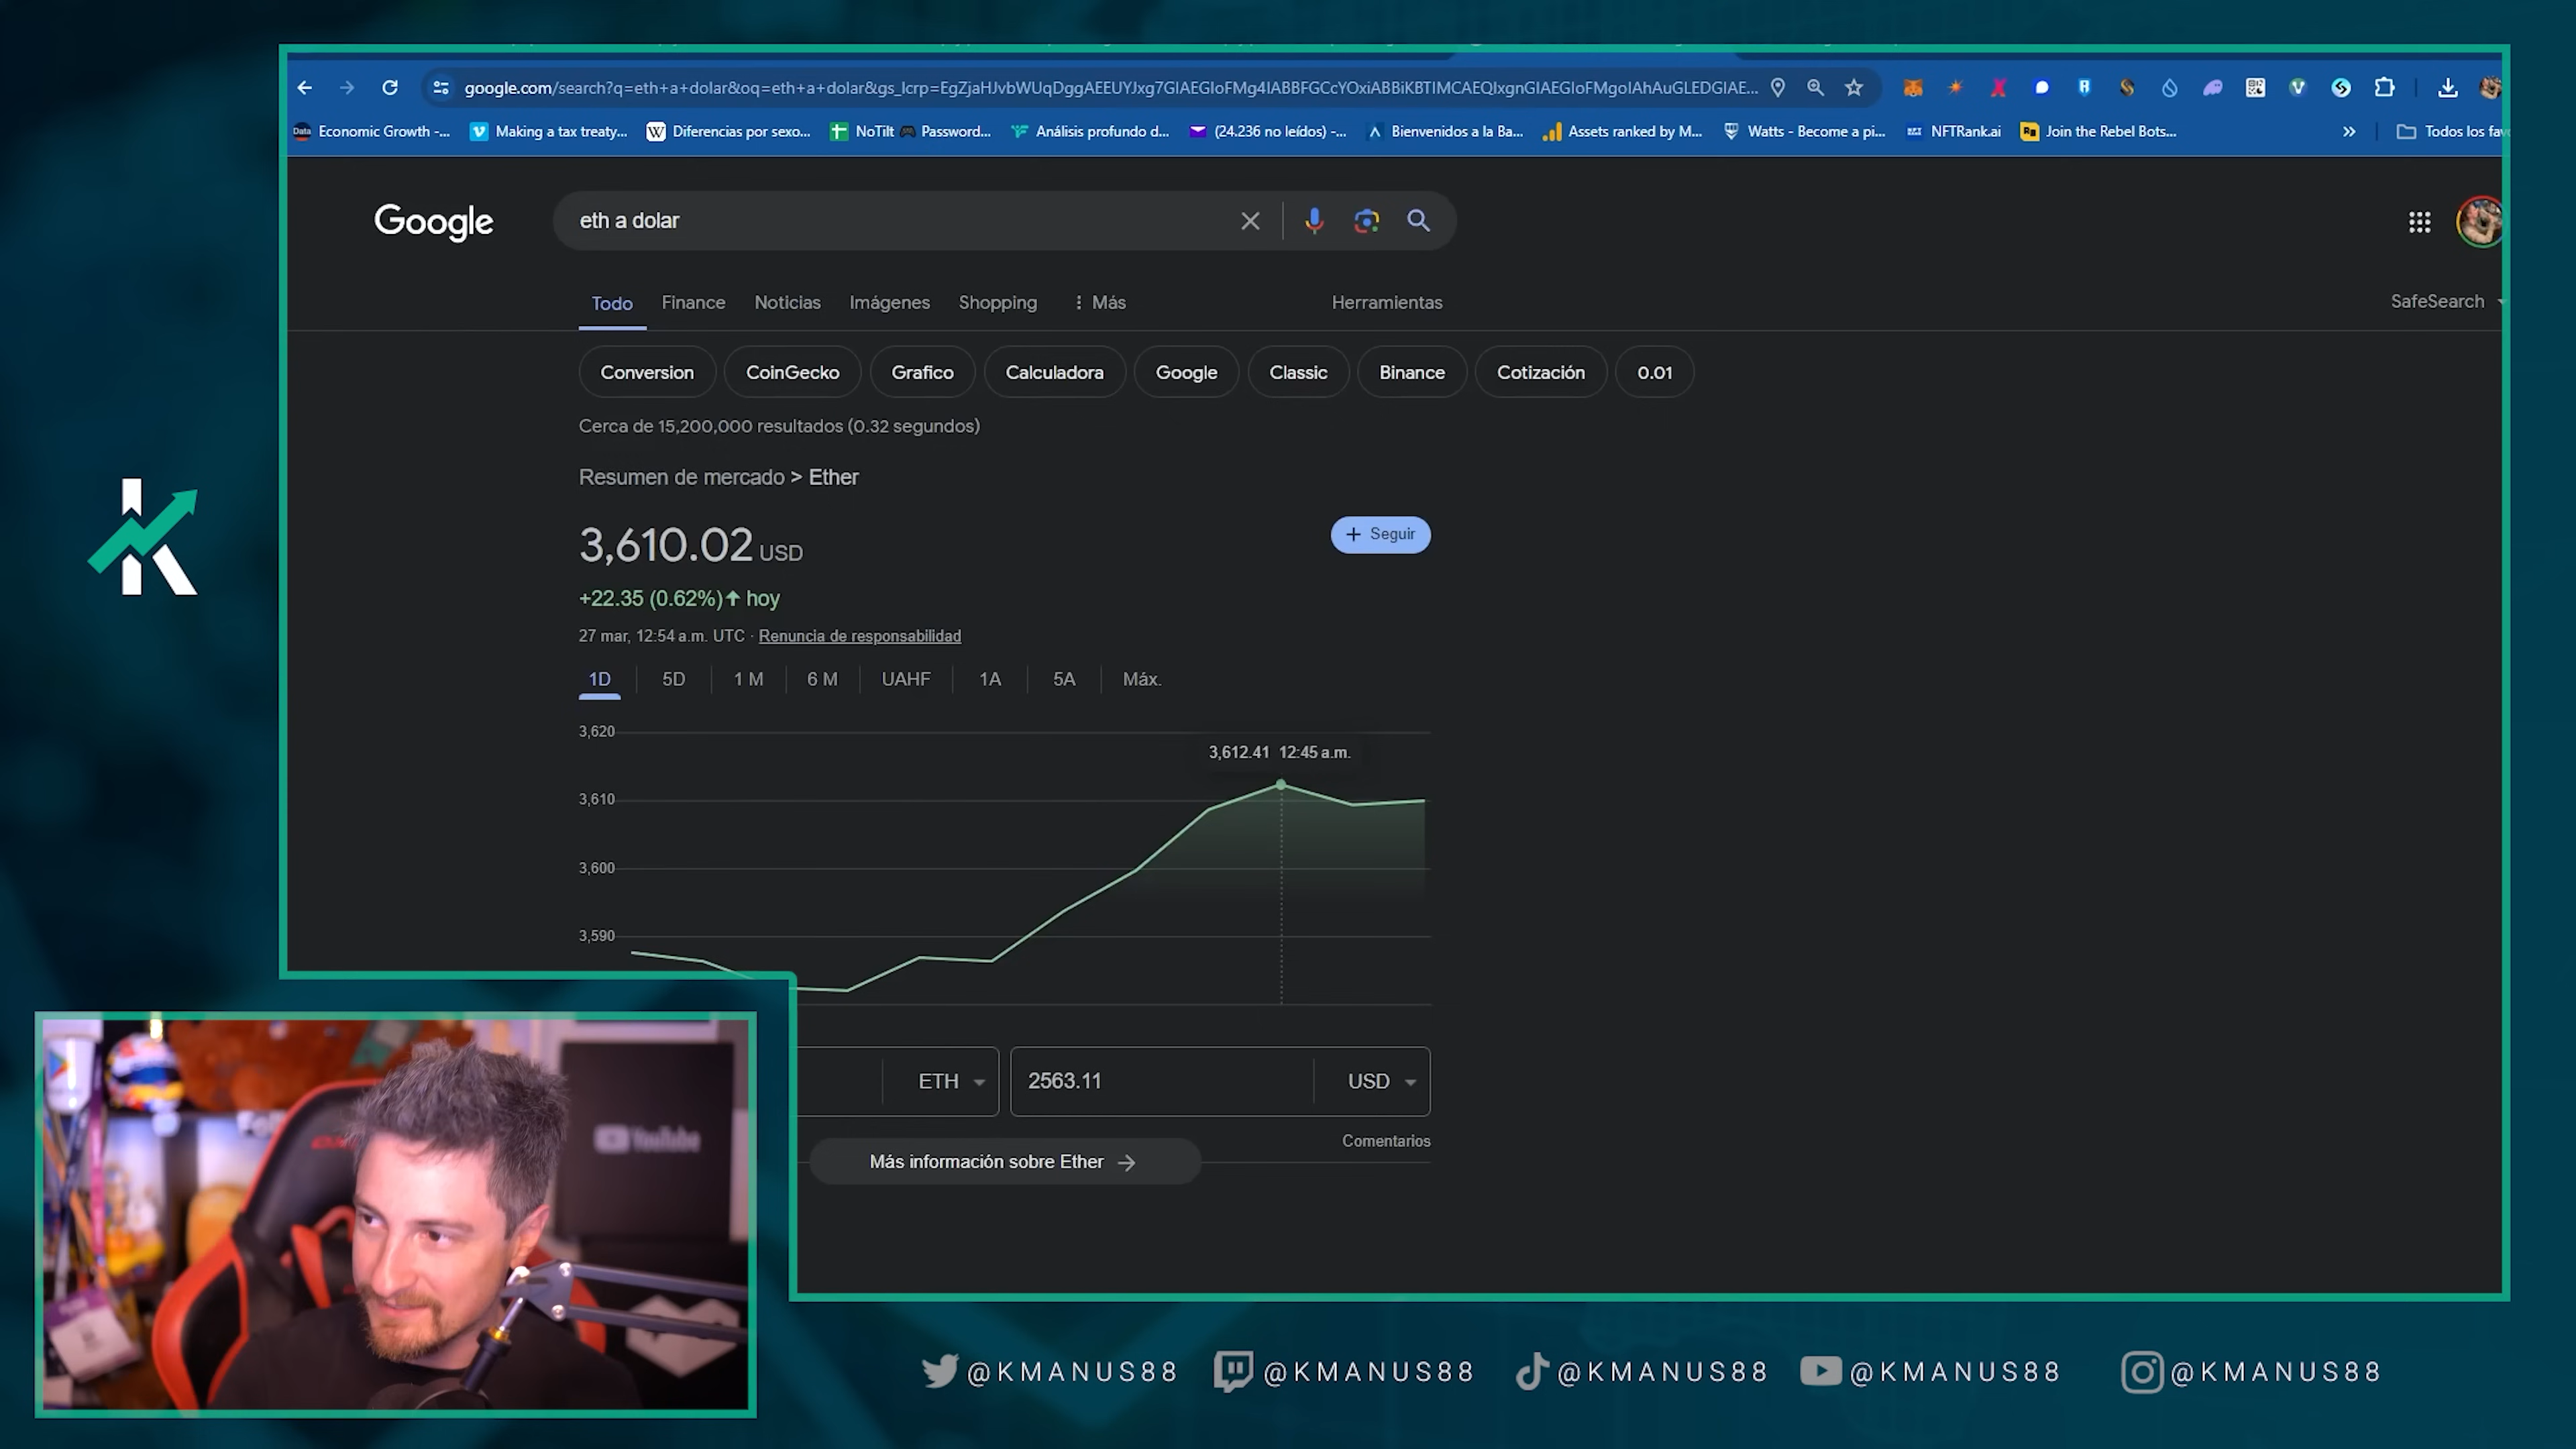 google.com/search?q=eth+a+dolar&oq=eth+a+dolar&gs_lcrp=EgZjaHJvbWUqDggAEEUYJxg7GIAEGIoFMg4IABBFGCcYOxiABBiKBTIMCAEQIxgnGIAEGIoFMgoIAhAuGLEDGIAE...
Economic Growth -...
Making a tax treaty...
Diferencias por sexo...
NoTilt 🎮 Password...
Análisis profundo d...
(24.236 no leídos) -...
Bienvenidos a la Ba...
Assets ranked by M...
Watts - Become a pi...
NFTRank.ai
Join the Rebel Bots...
»
Todos los fav
Google
eth a dolar
Todo
Finance
Noticias
Imágenes
Shopping
Más
Herramientas
SafeSearch
Conversion
CoinGecko
Grafico
Calculadora
Google
Classic
Binance
Cotización
0.01
Cerca de 15,200,000 resultados (0.32 segundos)
Resumen de mercado > Ether
3,610.02 USD
+ Seguir
+22.35 (0.62%) ↑ hoy
27 mar, 12:54 a.m. UTC · Renuncia de responsabilidad
1D
5D
1 M
6 M
UAHF
1A
5A
Máx.
3,620
3,612.41 12:45 a.m.
3,610
3,600
3,590
ETH
2563.11
USD
Comentarios
Más información sobre Ether →
YouTube
@KMANUS88
@KMANUS88
@KMANUS88
@KMANUS88
@KMANUS88